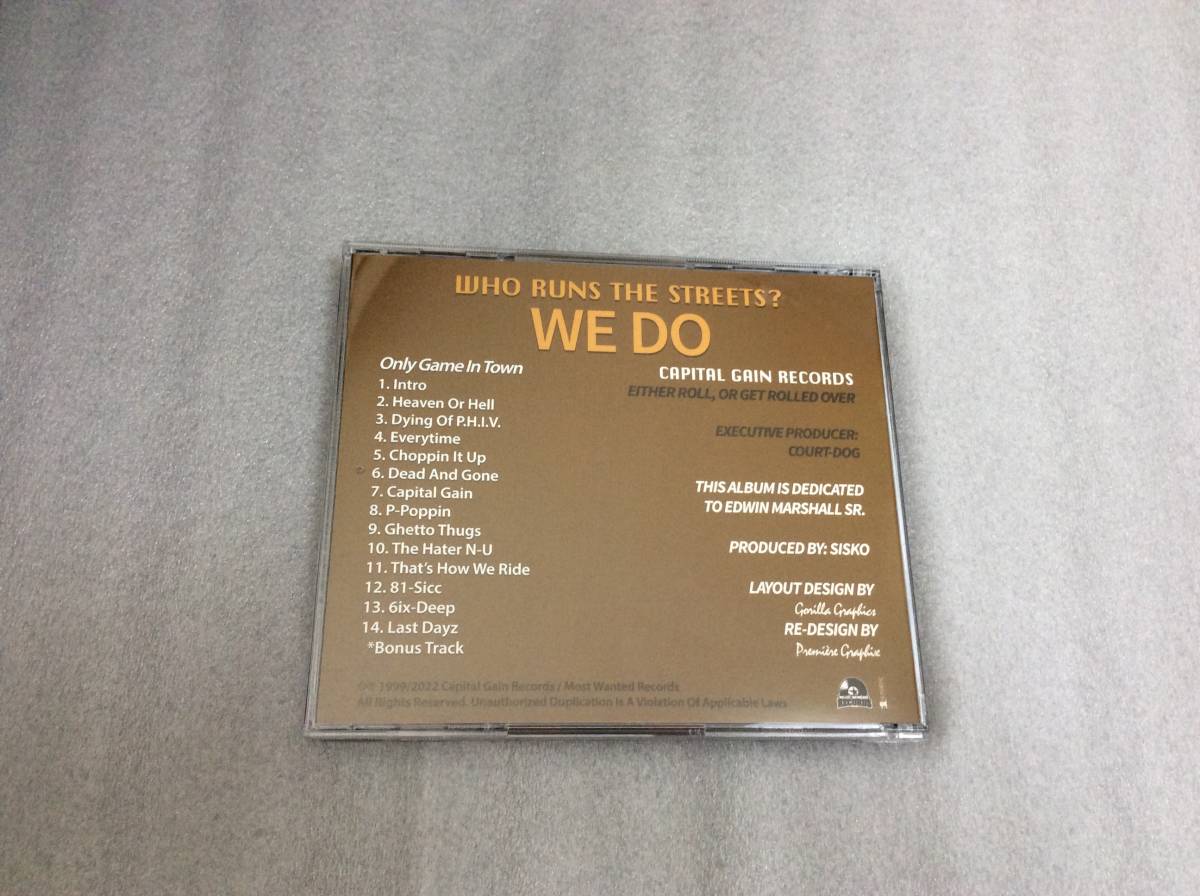 WHO RUNS THE STREETS?
WE DO
Only Game In Town
1. Intro
2. Heaven Or Hell
3. Dying Of P.H.I.V.
4. Everytime
5. Choppin It Up
6. Dead And Gone
7. Capital Gain
8. P-Poppin
9. Ghetto Thugs
10. The Hater N-U
11. That's How We Ride
12. 81-Sicc
13. 6ix-Deep
14. Last Dayz
*Bonus Track
CAPITAL GAIN RECORDS
EITHER ROLL, OR GET ROLLED OVER
EXECUTIVE PRODUCER:
COURT-DOG
THIS ALBUM IS DEDICATED
TO EDWIN MARSHALL SR.
PRODUCED BY: SISKO
LAYOUT DESIGN BY
Gorilla Graphics
RE-DESIGN BY
Première Graphixe
©℗ 1999/2022 Capital Gain Records / Most Wanted Records
All Rights Reserved. Unauthorized Duplication Is A Violation Of Applicable Laws
RECORDS